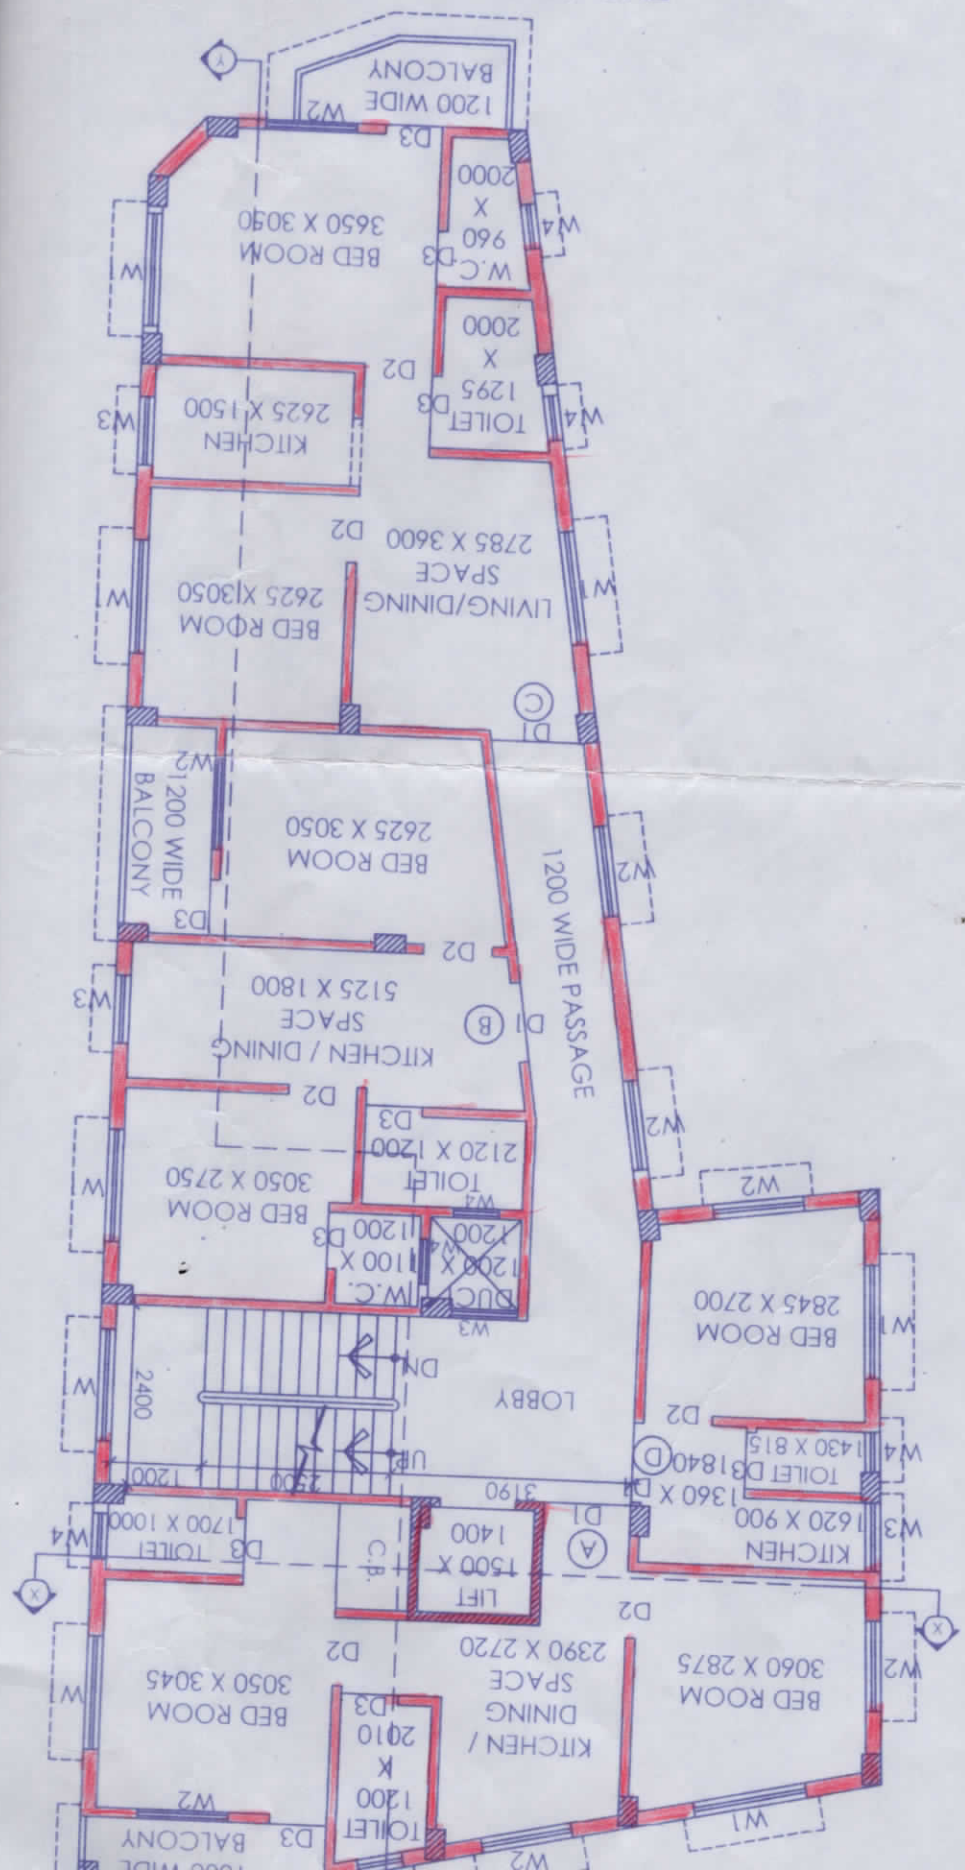 1200 WIDE
BALCONY
Y
W2
D3
W.C
960
X
2000
D3
W4
BED ROOM
3650 X 3050
W
TOILET
1295
X
2000
D3
D2
W4
KITCHEN
2625 X 1500
W3
LIVING/DINING
SPACE
2785 X 3600
D2
W1
BED ROOM
2625 X 3050
W1
C
D1
1200 WIDE
BALCONY
W2
D3
BED ROOM
2625 X 3050
W2
1200 WIDE PASSAGE
D2
KITCHEN / DINING
SPACE
5125 X 1800
W3
B
D1
W2
D2
D3
TOILET
2120 X 1200
BED ROOM
3050 X 2750
W
W4
W.C.
1100 X
1200
D3
W4
DUC
1200 X
1200
W3
W2
BED ROOM
2845 X 2700
W1
LOBBY
DN
UP
2400
W
1200
2500
3190
D2
D
TOILET
1430 X 815
D3
W4
1360 X
1840
KITCHEN
1620 X 900
W3
D1
A
LIFT
1500 X
1400
C.B.
TOILET
1700 X 1000
D3
W4
X
X
D2
BED ROOM
3060 X 2875
W2
KITCHEN /
DINING
SPACE
2390 X 2720
D2
BED ROOM
3050 X 3045
W
TOILET
1200
X
2010
D3
W1
W2
W2
D3
WIDE
BALCONY